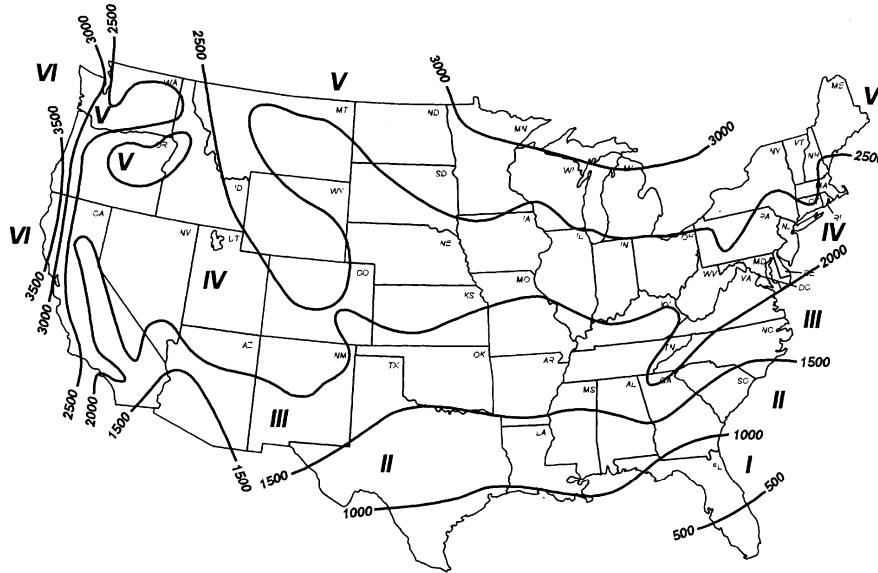 3000
2500
2500
VI
V
3000
V
ME
V
WA
V
MT
ND
MN
3500
3000
VT
NH
2500
OR
V
WI
MI
NY
MA
ID
SD
WY
CA
VI
NV
UT
IA
PA
RI
NE
IL
IN
OH
NJ
IV
IV
2000
MD
DE
WV
VA
DC
3500
CO
MO
KS
KY
3000
III
NC
AZ
NM
OK
TN
TX
AR
1500
GA
SC
MS
AL
II
2500
2000
1500
III
1500
1500
II
LA
1000
I
FL
1000
500
500